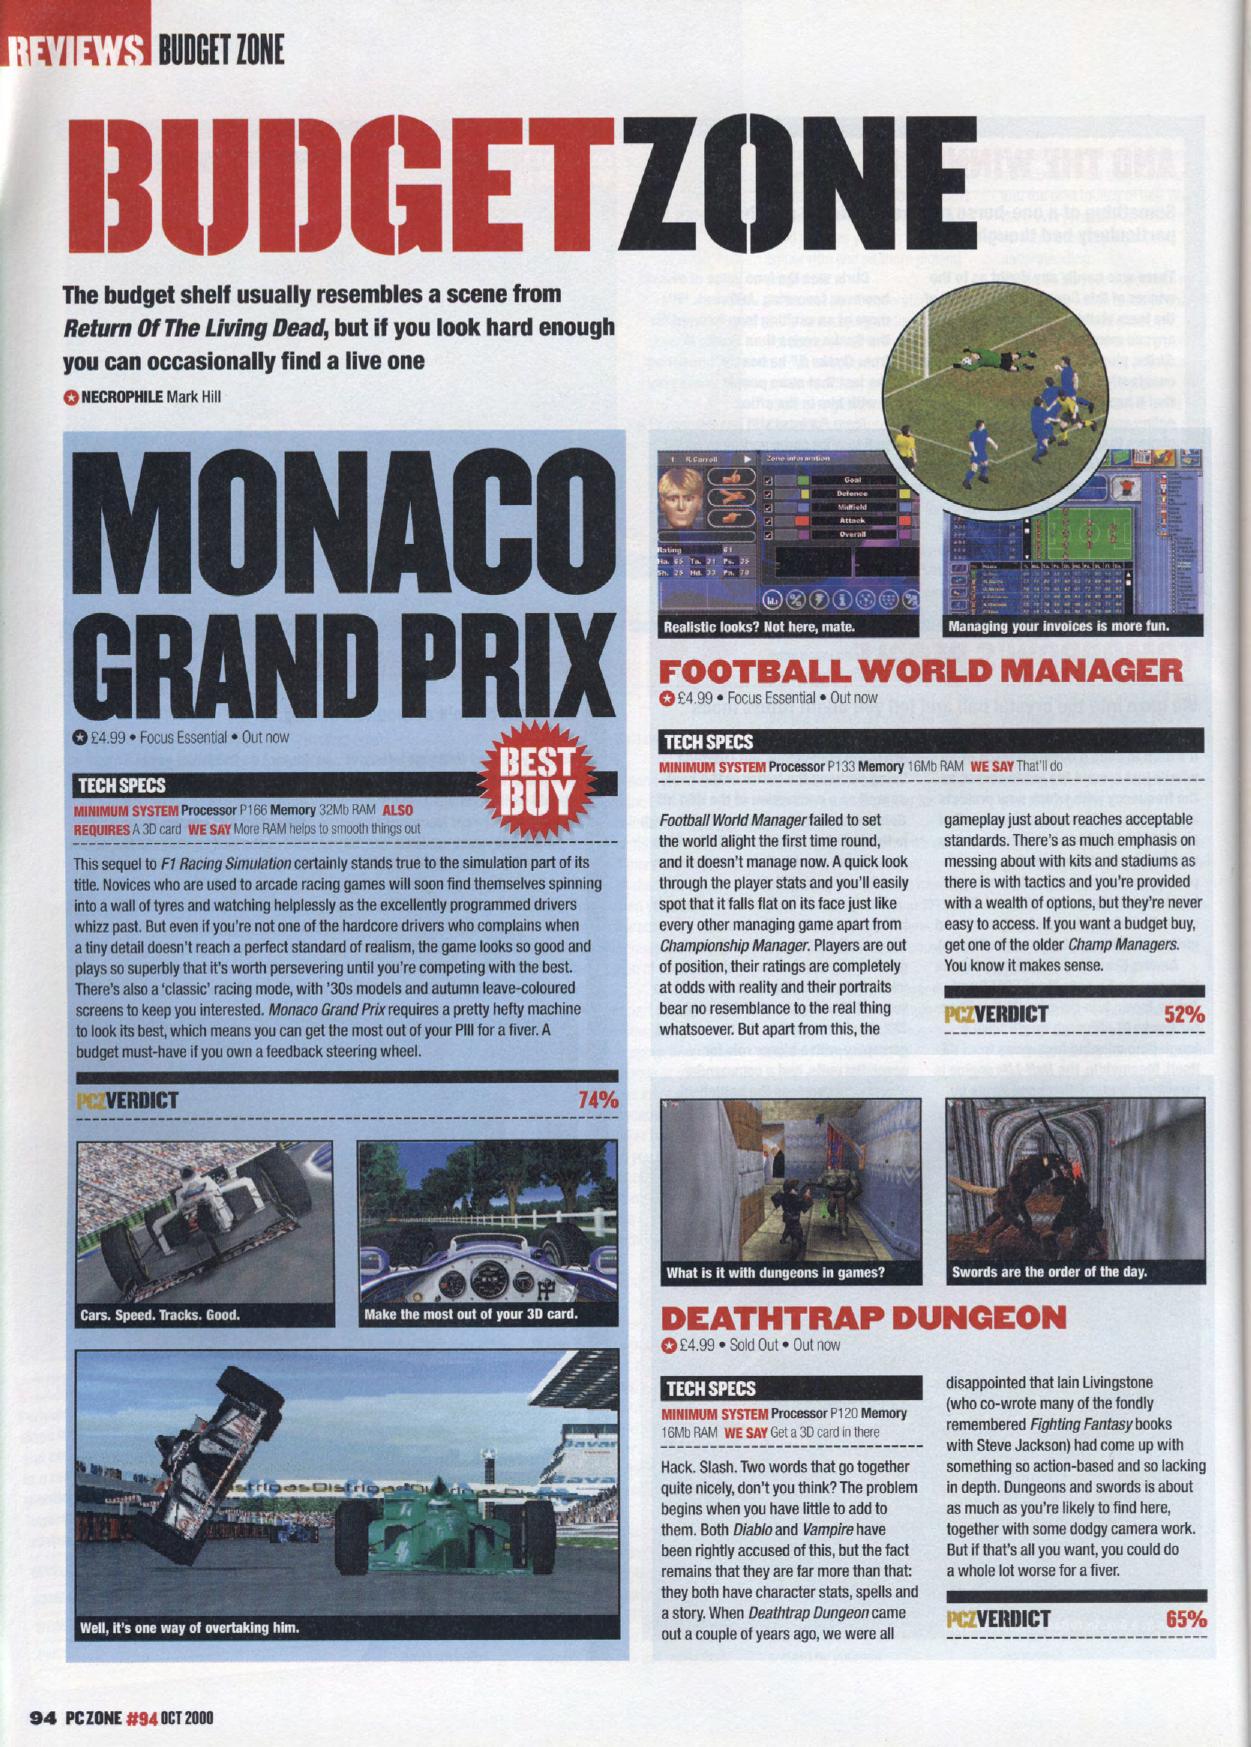 REVIEWS BUDGET ZONE
BUDGETZONE
The budget shelf usually resembles a scene from
Return Of The Living Dead, but if you look hard enough
you can occasionally find a live one
NECROPHILE Mark Hill
MONACO
GRAND PRIX
£4.99 • Focus Essential • Out now
BEST
BUY
TECH SPECS
MINIMUM SYSTEM Processor P166 Memory 32Mb RAM ALSO
REQUIRES A 3D card WE SAY More RAM helps to smooth things out
This sequel to F1 Racing Simulation certainly stands true to the simulation part of its
title. Novices who are used to arcade racing games will soon find themselves spinning
into a wall of tyres and watching helplessly as the excellently programmed drivers
whizz past. But even if you're not one of the hardcore drivers who complains when
a tiny detail doesn't reach a perfect standard of realism, the game looks so good and
plays so superbly that it's worth persevering until you're competing with the best.
There's also a 'classic' racing mode, with '30s models and autumn leave-coloured
screens to keep you interested. Monaco Grand Prix requires a pretty hefty machine
to look its best, which means you can get the most out of your PIII for a fiver. A
budget must-have if you own a feedback steering wheel.
PCZVERDICT 74%
Cars. Speed. Tracks. Good.
Make the most out of your 3D card.
Well, it's one way of overtaking him.
1 R.Carroll
Zone information
Goal
Defence
Midfield
Attack
Overall
Rating 61
Realistic looks? Not here, mate.
Managing your invoices is more fun.
FOOTBALL WORLD MANAGER
£4.99 • Focus Essential • Out now
TECH SPECS
MINIMUM SYSTEM Processor P133 Memory 16Mb RAM WE SAY That'll do
Football World Manager failed to set
the world alight the first time round,
and it doesn't manage now. A quick look
through the player stats and you'll easily
spot that it falls flat on its face just like
every other managing game apart from
Championship Manager. Players are out
of position, their ratings are completely
at odds with reality and their portraits
bear no resemblance to the real thing
whatsoever. But apart from this, the
gameplay just about reaches acceptable
standards. There's as much emphasis on
messing about with kits and stadiums as
there is with tactics and you're provided
with a wealth of options, but they're never
easy to access. If you want a budget buy,
get one of the older Champ Managers.
You know it makes sense.
PCZVERDICT 52%
What is it with dungeons in games?
Swords are the order of the day.
DEATHTRAP DUNGEON
£4.99 • Sold Out • Out now
TECH SPECS
MINIMUM SYSTEM Processor P120 Memory
16Mb RAM WE SAY Get a 3D card in there
Hack. Slash. Two words that go together
quite nicely, don't you think? The problem
begins when you have little to add to
them. Both Diablo and Vampire have
been rightly accused of this, but the fact
remains that they are far more than that:
they both have character stats, spells and
a story. When Deathtrap Dungeon came
out a couple of years ago, we were all
disappointed that Iain Livingstone
(who co-wrote many of the fondly
remembered Fighting Fantasy books
with Steve Jackson) had come up with
something so action-based and so lacking
in depth. Dungeons and swords is about
as much as you're likely to find here,
together with some dodgy camera work.
But if that's all you want, you could do
a whole lot worse for a fiver.
PCZVERDICT 65%
94 PCZONE #94 OCT 2000